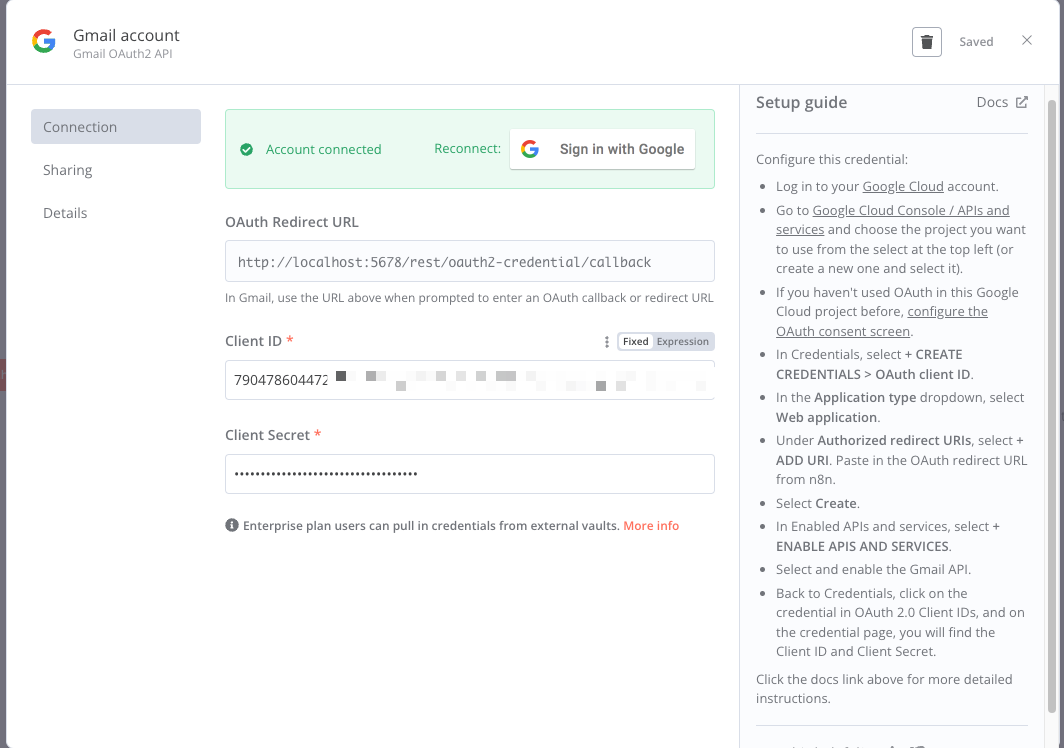 Gmail account
Gmail OAuth2 API
Saved
Connection
Sharing
Details
Account connected
Reconnect:
Sign in with Google
OAuth Redirect URL
http://localhost:5678/rest/oauth2-credential/callback
In Gmail, use the URL above when prompted to enter an OAuth callback or redirect URL
Client ID *
Fixed
Expression
790478604472
Client Secret *
••••••••••••••••••••••••••••••••••••
Enterprise plan users can pull in credentials from external vaults. More info
Setup guide
Docs
Configure this credential:
• Log in to your Google Cloud account.
• Go to Google Cloud Console / APIs and
services and choose the project you want
to use from the select at the top left (or
create a new one and select it).
• If you haven't used OAuth in this Google
Cloud project before, configure the
OAuth consent screen.
• In Credentials, select + CREATE
CREDENTIALS > OAuth client ID.
• In the Application type dropdown, select
Web application.
• Under Authorized redirect URIs, select +
ADD URI. Paste in the OAuth redirect URL
from n8n.
• Select Create.
• In Enabled APIs and services, select +
ENABLE APIS AND SERVICES.
• Select and enable the Gmail API.
• Back to Credentials, click on the
credential in OAuth 2.0 Client IDs, and on
the credential page, you will find the
Client ID and Client Secret.
Click the docs link above for more detailed
instructions.